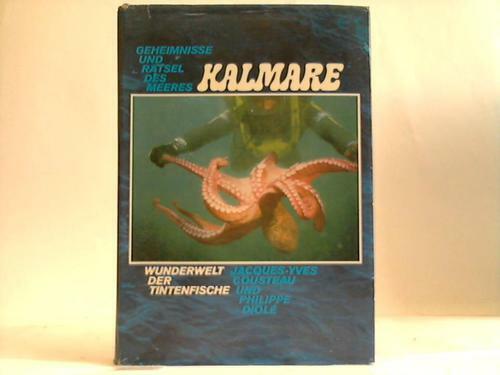 GEHEIMNISSE
UND
RÄTSEL
DES
MEERES
KALMARE
WUNDERWELT
DER
TINTENFISCHE
JACQUES-YVES
COUSTEAU
UND
PHILIPPE
DIOLÉ